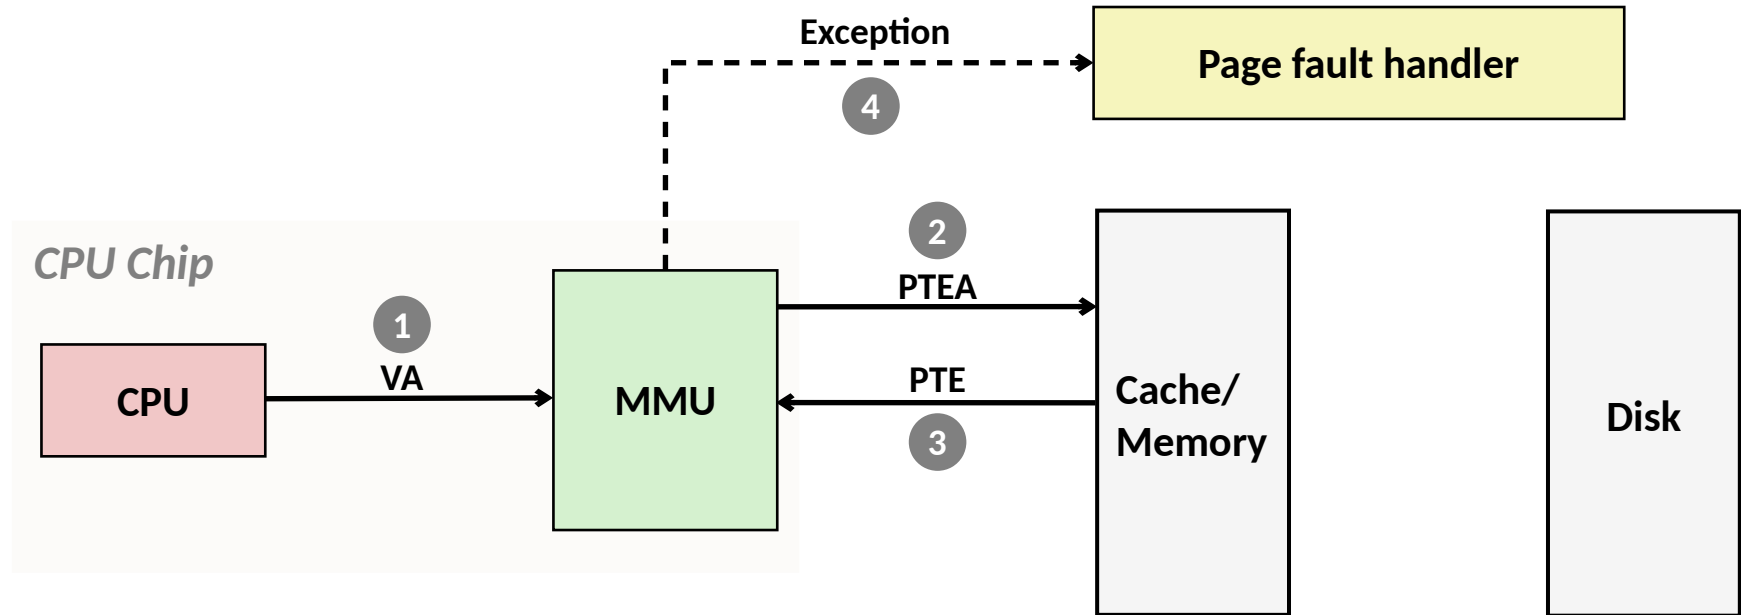 Exception
Page fault handler
4
2
CPU Chip
PTEA
1
VA
PTE
CPU
MMU
Cache/
Memory
Disk
3